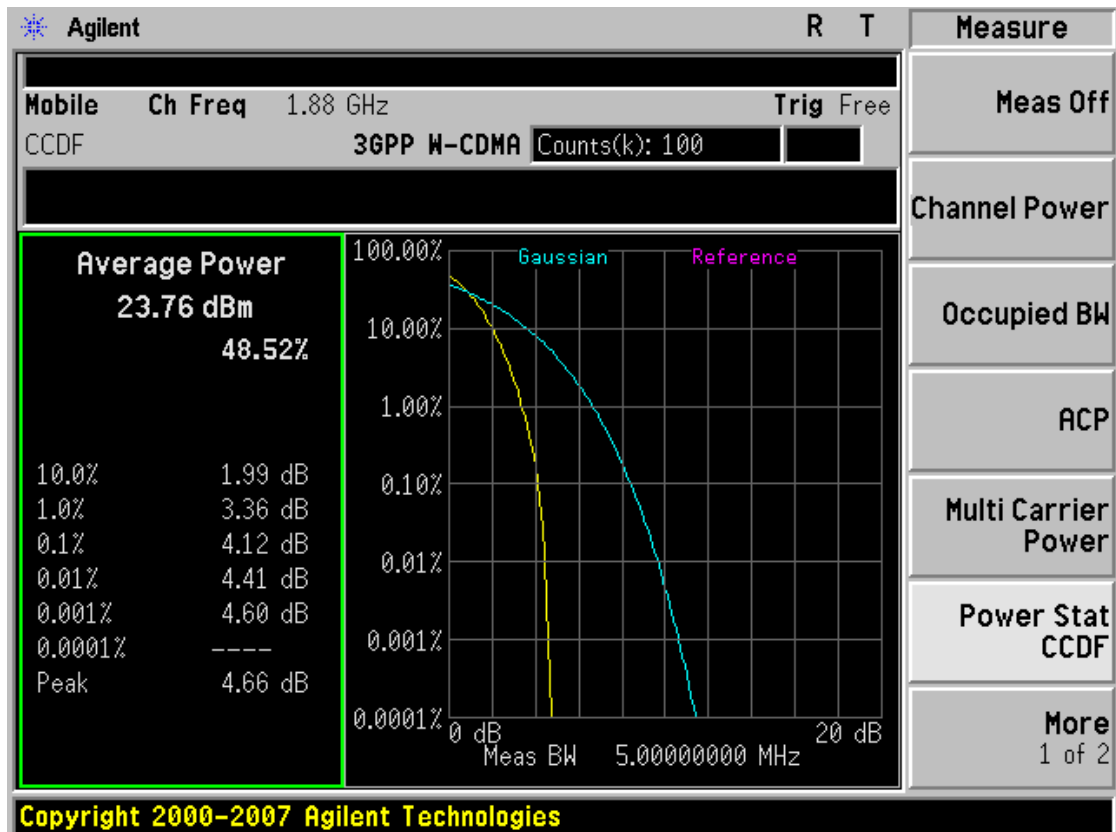 Agilent R T
Mobile Ch Freq 1.88 GHz Trig Free
CCDF 3GPP W-CDMA Counts(k): 100
Average Power
23.76 dBm
48.52%
10.0% 1.99 dB
1.0% 3.36 dB
0.1% 4.12 dB
0.01% 4.41 dB
0.001% 4.60 dB
0.0001% ----
Peak 4.66 dB
Gaussian Reference
100.00%
10.00%
1.00%
0.10%
0.01%
0.001%
0.0001%
0 dB 20 dB
Meas BW 5.00000000 MHz
Measure
Meas Off
Channel Power
Occupied BW
ACP
Multi Carrier
Power
Power Stat
CCDF
More
1 of 2
Copyright 2000-2007 Agilent Technologies